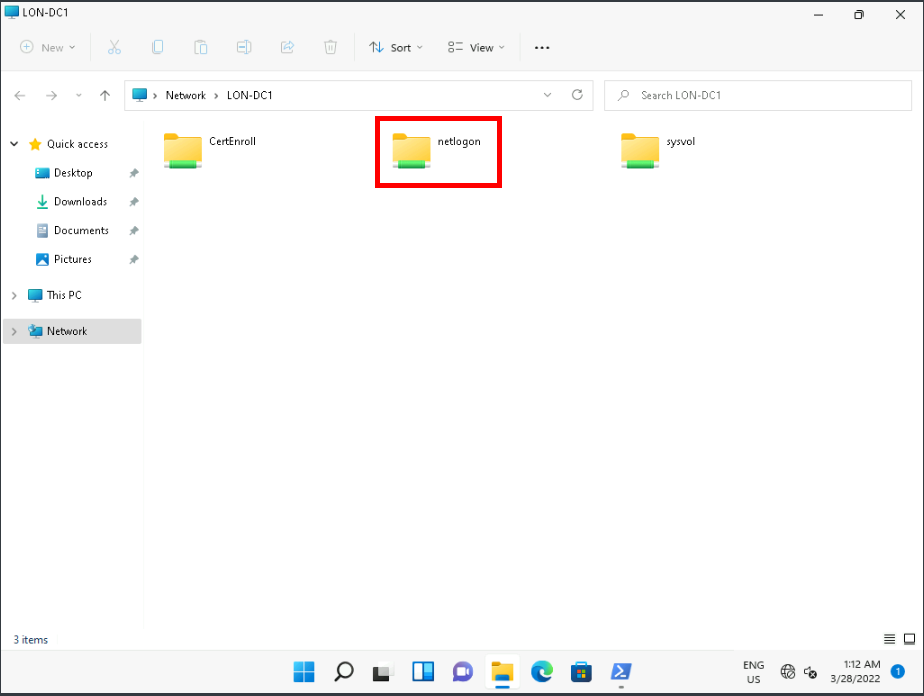 LON-DC1
New
Sort
View
Network
LON-DC1
Search LON-DC1
Quick access
Desktop
Downloads
Documents
Pictures
This PC
Network
CertEnroll
netlogon
sysvol
3 items
ENG
US
1:12 AM
3/28/2022
1